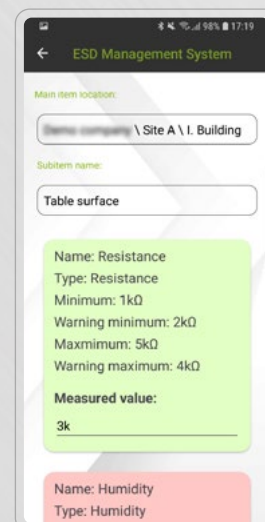 98% 17:19
ESD Management System
Main item location:
\ Site A \ I. Building
Subitem name:
Table surface
Name: Resistance
Type: Resistance
Minimum: 1kΩ
Warning minimum: 2kΩ
Maxmimum: 5kΩ
Warning maximum: 4kΩ
Measured value:
3k
Name: Humidity
Type: Humidity